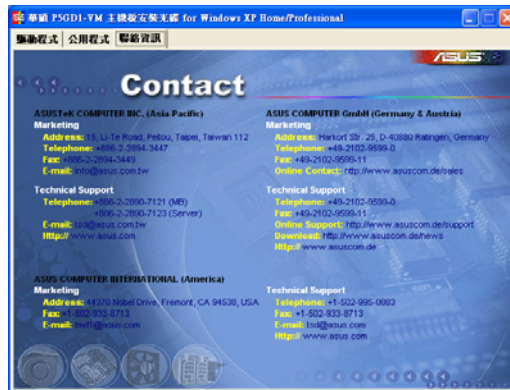 華碩 P5GD1-VM 主機板安裝光碟 for Windows XP Home/Professional
驅動程式 公用程式 聯絡資訊
ASUS
Contact
ASUSTeK COMPUTER INC. (Asia-Pacific)
Marketing
Address: 15, Li-Te Road, Peitou, Taipei, Taiwan 112
Telephone: +886-2-2894-3447
Fax: +886-2-2894-3449
E-mail: info@asus.com.tw
Technical Support
Telephone: +886-2-2890-7121 (MB)
+886-2-2890-7123 (Server)
E-mail: tsd@asus.com.tw
Http:// www.asus.com
ASUS COMPUTER GmbH (Germany & Austria)
Marketing
Address: Harkort Str. 25, D-40880 Ratingen, Germany
Telephone: +49-2102-9599-0
Fax: +49-2102-9599-11
Online Contact: http://www.asuscom.de/sales
Technical Support
Telephone: +49-2102-9599-0
Fax: +49-2102-9599-11
Online Support: http://www.asuscom.de/support
Download: http://www.asuscom.de/news
Http:// www.asuscom.de
ASUS COMPUTER INTERNATIONAL (America)
Marketing
Address: 44370 Nobel Drive, Fremont, CA 94538, USA
Fax: +1-502-933-8713
E-mail: tmd1@asus.com
Technical Support
Telephone: +1-502-995-0883
Fax: +1-502-933-8713
E-mail: tsd@asus.com
Http:// www.asus.com